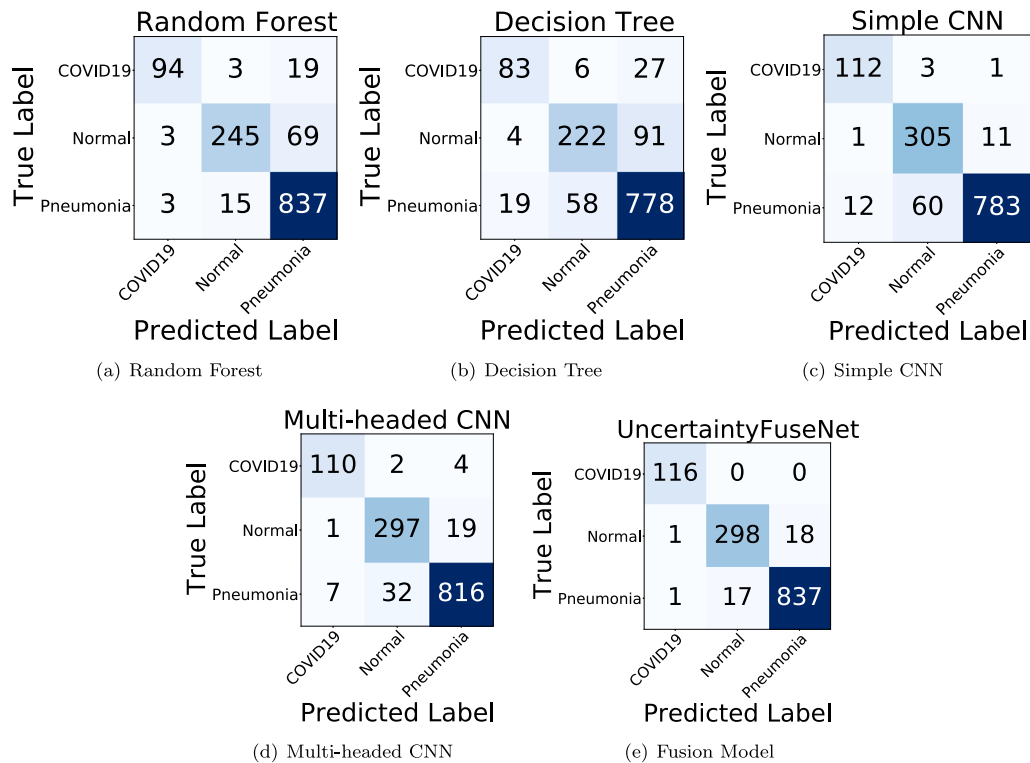 Random Forest
True Label
COVID19 94 3 19
Normal 3 245 69
Pneumonia 3 15 837
COVID19 Normal Pneumonia
Predicted Label
(a) Random Forest
Decision Tree
True Label
COVID19 83 6 27
Normal 4 222 91
Pneumonia 19 58 778
COVID19 Normal Pneumonia
Predicted Label
(b) Decision Tree
Simple CNN
True Label
COVID19 112 3 1
Normal 1 305 11
Pneumonia 12 60 783
COVID19 Normal Pneumonia
Predicted Label
(c) Simple CNN
Multi-headed CNN
True Label
COVID19 110 2 4
Normal 1 297 19
Pneumonia 7 32 816
COVID19 Normal Pneumonia
Predicted Label
(d) Multi-headed CNN
UncertaintyFuseNet
True Label
COVID19 116 0 0
Normal 1 298 18
Pneumonia 1 17 837
COVID19 Normal Pneumonia
Predicted Label
(e) Fusion Model